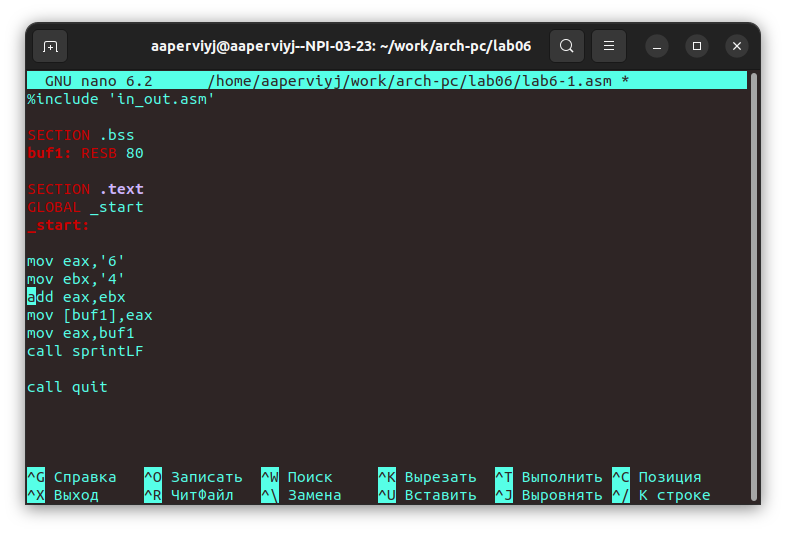 aaperviyj@aaperviyj--NPI-03-23: ~/work/arch-pc/lab06
GNU nano 6.2 /home/aaperviyj/work/arch-pc/lab06/lab6-1.asm *
%include 'in_out.asm'
SECTION .bss
buf1: RESB 80
SECTION .text
GLOBAL _start
_start:
mov eax,'6'
mov ebx,'4'
add eax,ebx
mov [buf1],eax
mov eax,buf1
call sprintLF
call quit
^G Справка ^O Записать ^W Поиск ^K Вырезать ^T Выполнить ^C Позиция
^X Выход ^R ЧитФайл ^\ Замена ^U Вставить ^J Выровнять ^/ К строке